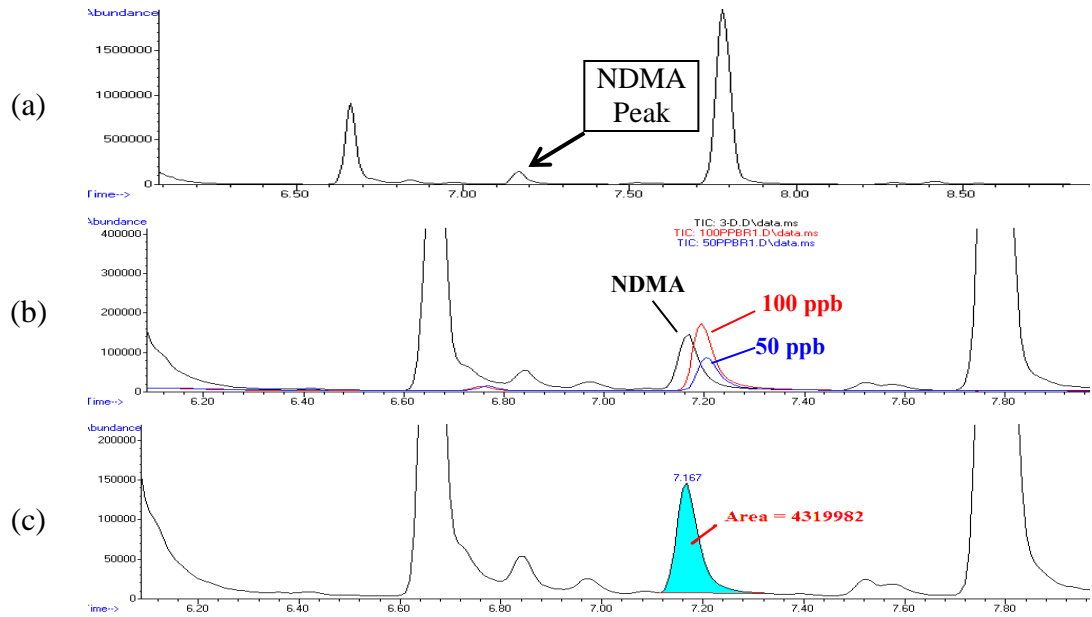 Abundance
1500000
1000000
500000
0
Time-->
6.50
7.00
7.50
8.00
8.50
(a)
NDMA
Peak
Abundance
TIC: 3-D.D\data.ms
TIC: 100PPBR1.D\data.ms
TIC: 50PPBR1.D\data.ms
400000
300000
200000
100000
0
Time-->
6.20
6.40
6.60
6.80
7.00
7.20
7.40
7.60
7.80
(b)
NDMA
100 ppb
50 ppb
Abundance
200000
150000
100000
50000
0
Time-->
6.20
6.40
6.60
6.80
7.00
7.20
7.40
7.60
7.80
(c)
7.167
Area = 4319982